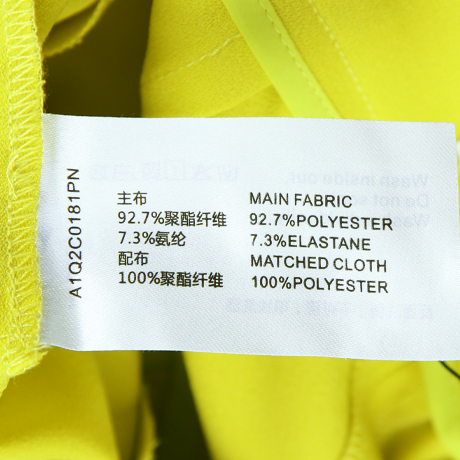 A1Q2C0181PN
主布
92.7%聚酯纤维
7.3%氨纶
配布
100%聚酯纤维
MAIN FABRIC
92.7%POLYESTER
7.3%ELASTANE
MATCHED CLOTH
100%POLYESTER